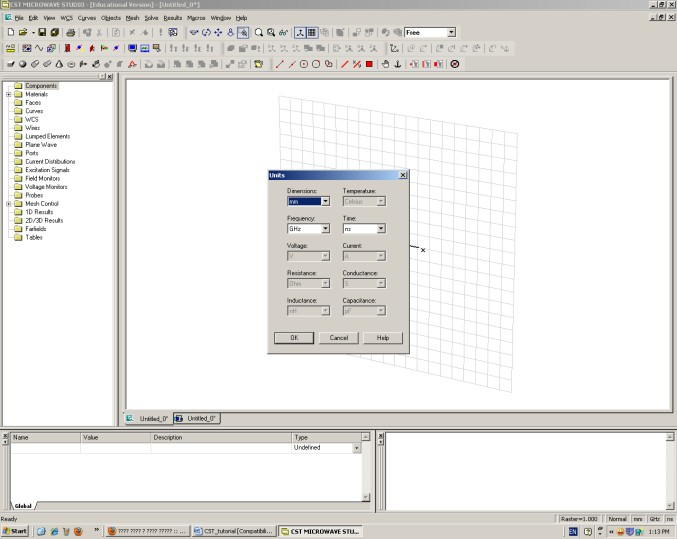 CST MICROWAVE STUDIO - [Educational Version] - [Untitled_0*]
File Edit View WCS Curves Objects Mesh Solve Results Macros Window Help
Free
Components
Materials
Faces
Curves
WCS
Wires
Lumped Elements
Plane Wave
Ports
Current Distributions
Excitation Signals
Field Monitors
Voltage Monitors
Probes
Mesh Control
1D Results
2D/3D Results
Farfields
Tables
Units
Dimensions: Temperature:
mm Celsius
Frequency: Time:
GHz ns
Voltage: Current:
V A
Resistance: Conductance:
Ohm S
Inductance: Capacitance:
nH pF
OK Cancel Help
x
Untitled_0* Untitled_0*
Name Value Description Type
Undefined
Global
Ready Raster=1.000 Normal mm GHz ns
Start ???? ???? ? ???? ????? :: ... CST_tutorial [Compatibili... CST MICROWAVE STU... EN 1:13 PM